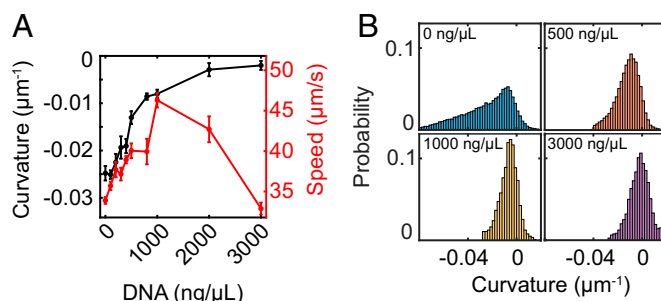 A
Curvature (µm⁻¹)
0
-0.01
-0.02
-0.03
50
45
40
35
Speed (µm/s)
0
1000
2000
3000
DNA (ng/µL)
B
Probability
0 ng/µL
500 ng/µL
0.1
0
1000 ng/µL
3000 ng/µL
0.1
0
-0.04
0
-0.04
0
Curvature (µm⁻¹)